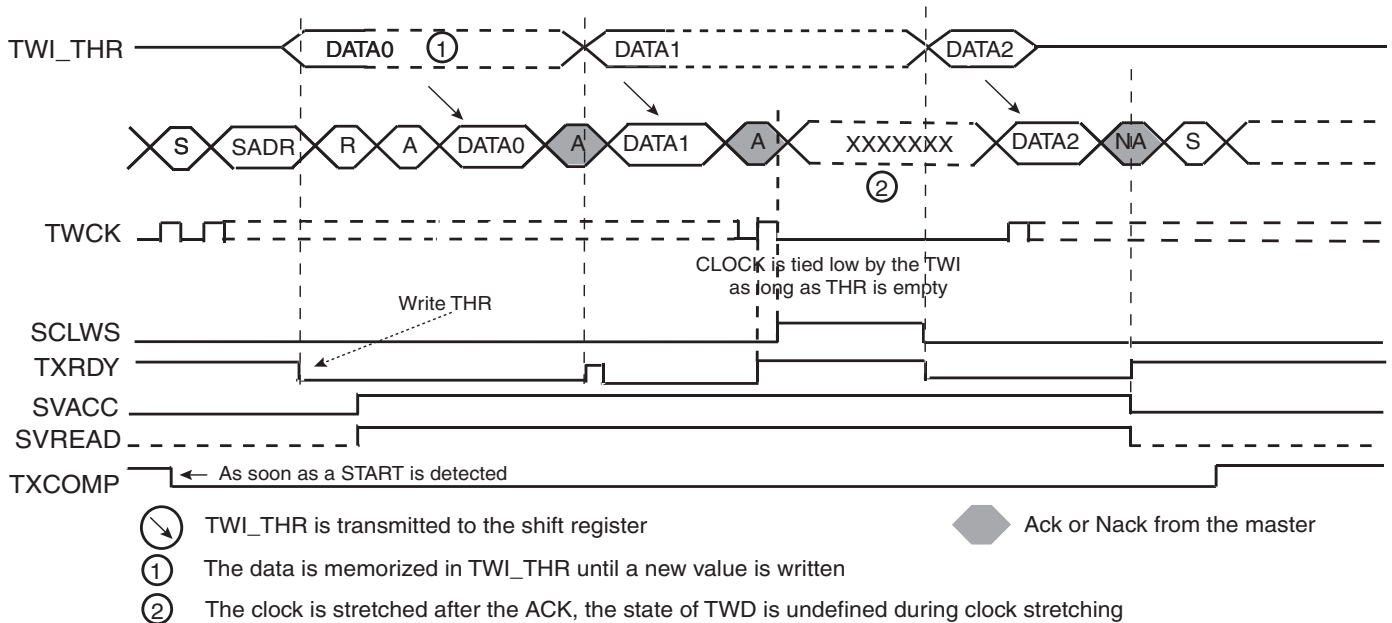 TWI_THR DATA0 1 DATA1 DATA2
S SADR R A DATA0 A DATA1 A XXXXXXX DATA2 NA S
2
TWCK
CLOCK is tied low by the TWI
as long as THR is empty
Write THR
SCLWS
TXRDY
SVACC
SVREAD
TXCOMP As soon as a START is detected
TWI_THR is transmitted to the shift register Ack or Nack from the master
1 The data is memorized in TWI_THR until a new value is written
2 The clock is stretched after the ACK, the state of TWD is undefined during clock stretching